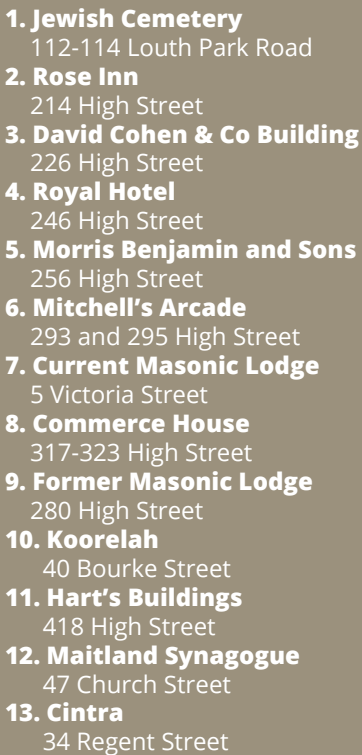 1. Jewish Cemetery
112-114 Louth Park Road
2. Rose Inn
214 High Street
3. David Cohen & Co Building
226 High Street
4. Royal Hotel
246 High Street
5. Morris Benjamin and Sons
256 High Street
6. Mitchell's Arcade
293 and 295 High Street
7. Current Masonic Lodge
5 Victoria Street
8. Commerce House
317-323 High Street
9. Former Masonic Lodge
280 High Street
10. Koorelah
40 Bourke Street
11. Hart's Buildings
418 High Street
12. Maitland Synagogue
47 Church Street
13. Cintra
34 Regent Street